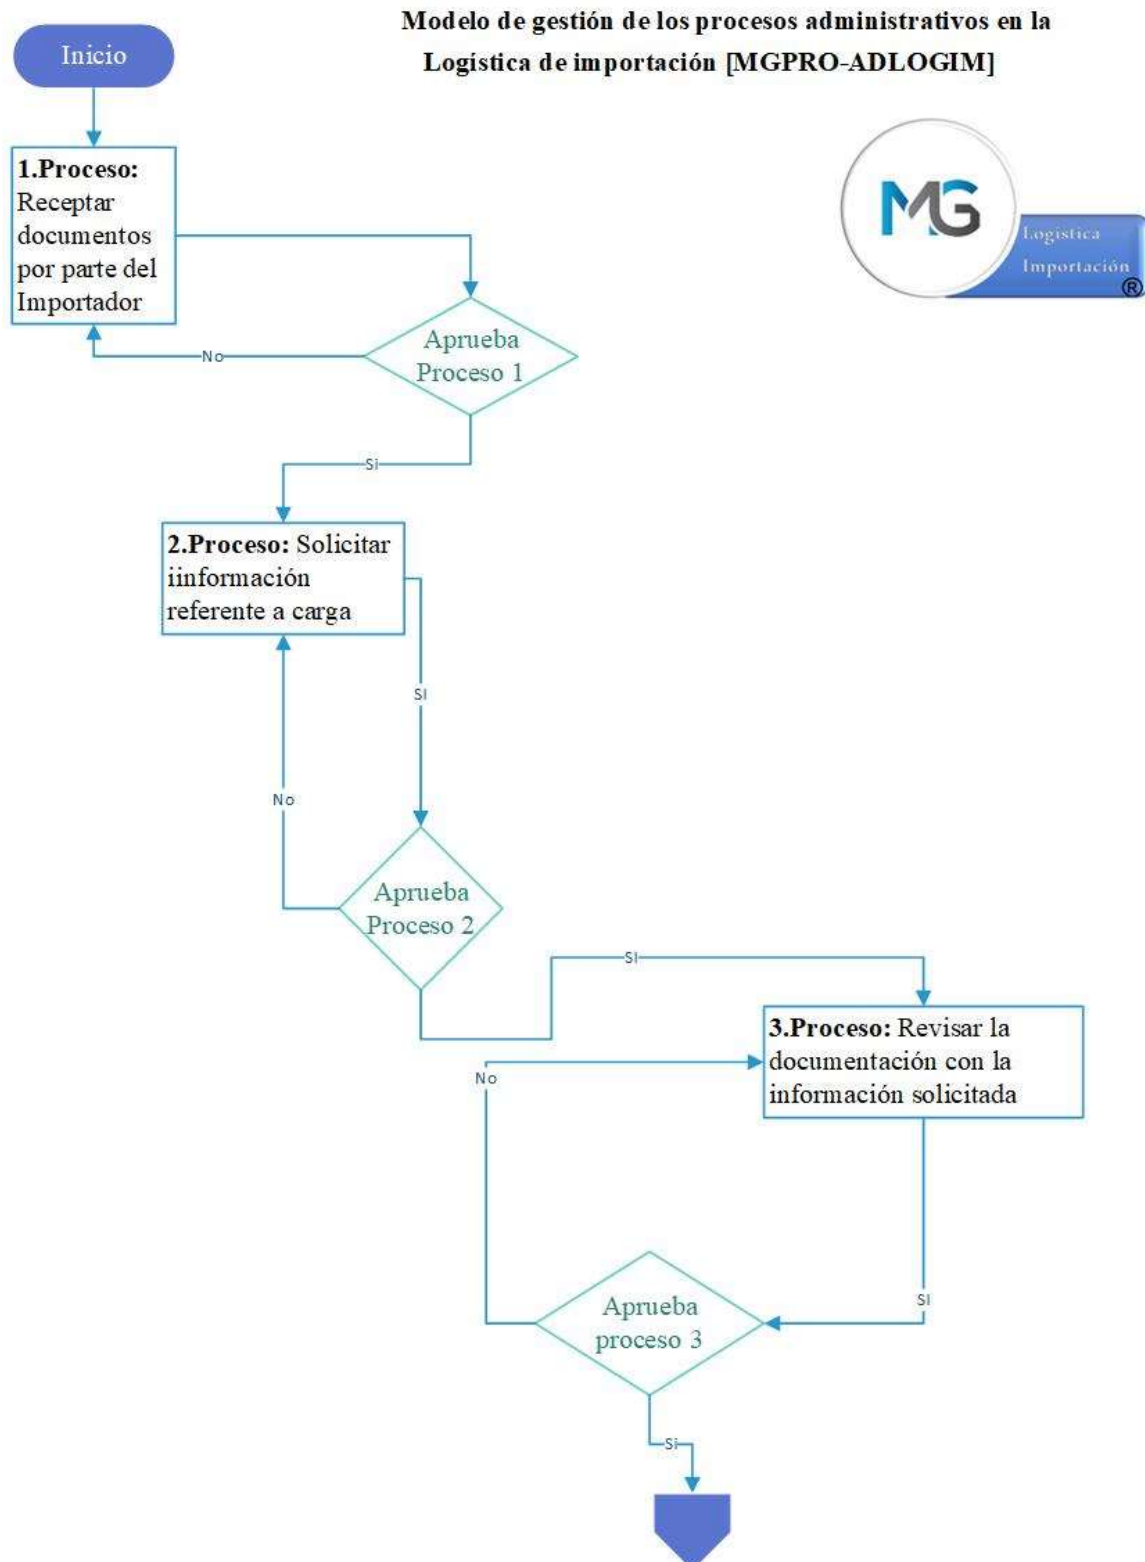 Modelo de gestión de los procesos administrativos en la
Logística de importación [MGPRO-ADLOGIM]
Inicio
MG
Logística
Importación
®
1.Proceso:
Receptar
documentos
por parte del
Importador
Aprueba
Proceso 1
No
Si
2.Proceso: Solicitar
iinformación
referente a carga
SI
No
Aprueba
Proceso 2
SI
3.Proceso: Revisar la
documentación con la
información solicitada
No
SI
Aprueba
proceso 3
Si